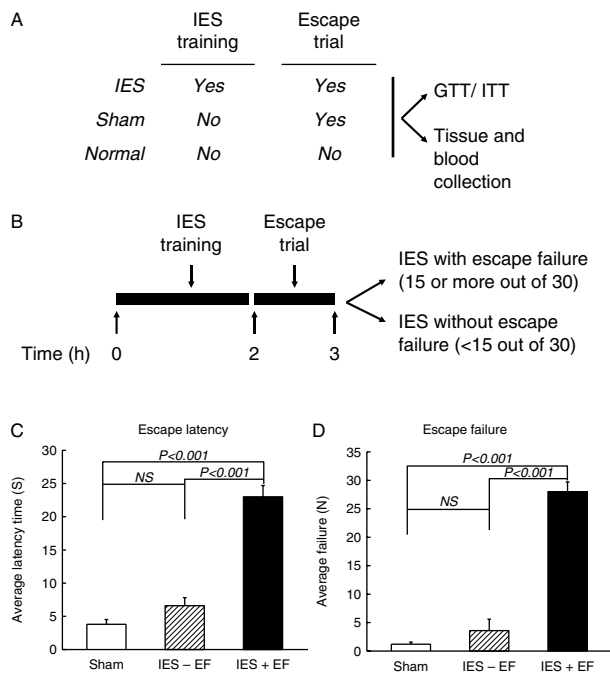 A
IES training
Escape trial
IES Yes Yes
Sham No Yes
Normal No No
GTT/ ITT
Tissue and
blood
collection
B
IES
training
Escape
trial
IES with escape failure
(15 or more out of 30)
IES without escape
failure (<15 out of 30)
Time (h) 0 2 3
C
Escape latency
Average latency time (S)
30
25
20
15
10
5
0
P<0.001
NS
P<0.001
Sham IES – EF IES + EF
D
Escape failure
Average failure (N)
35
30
25
20
15
10
5
0
P<0.001
P<0.001
NS
Sham IES – EF IES + EF